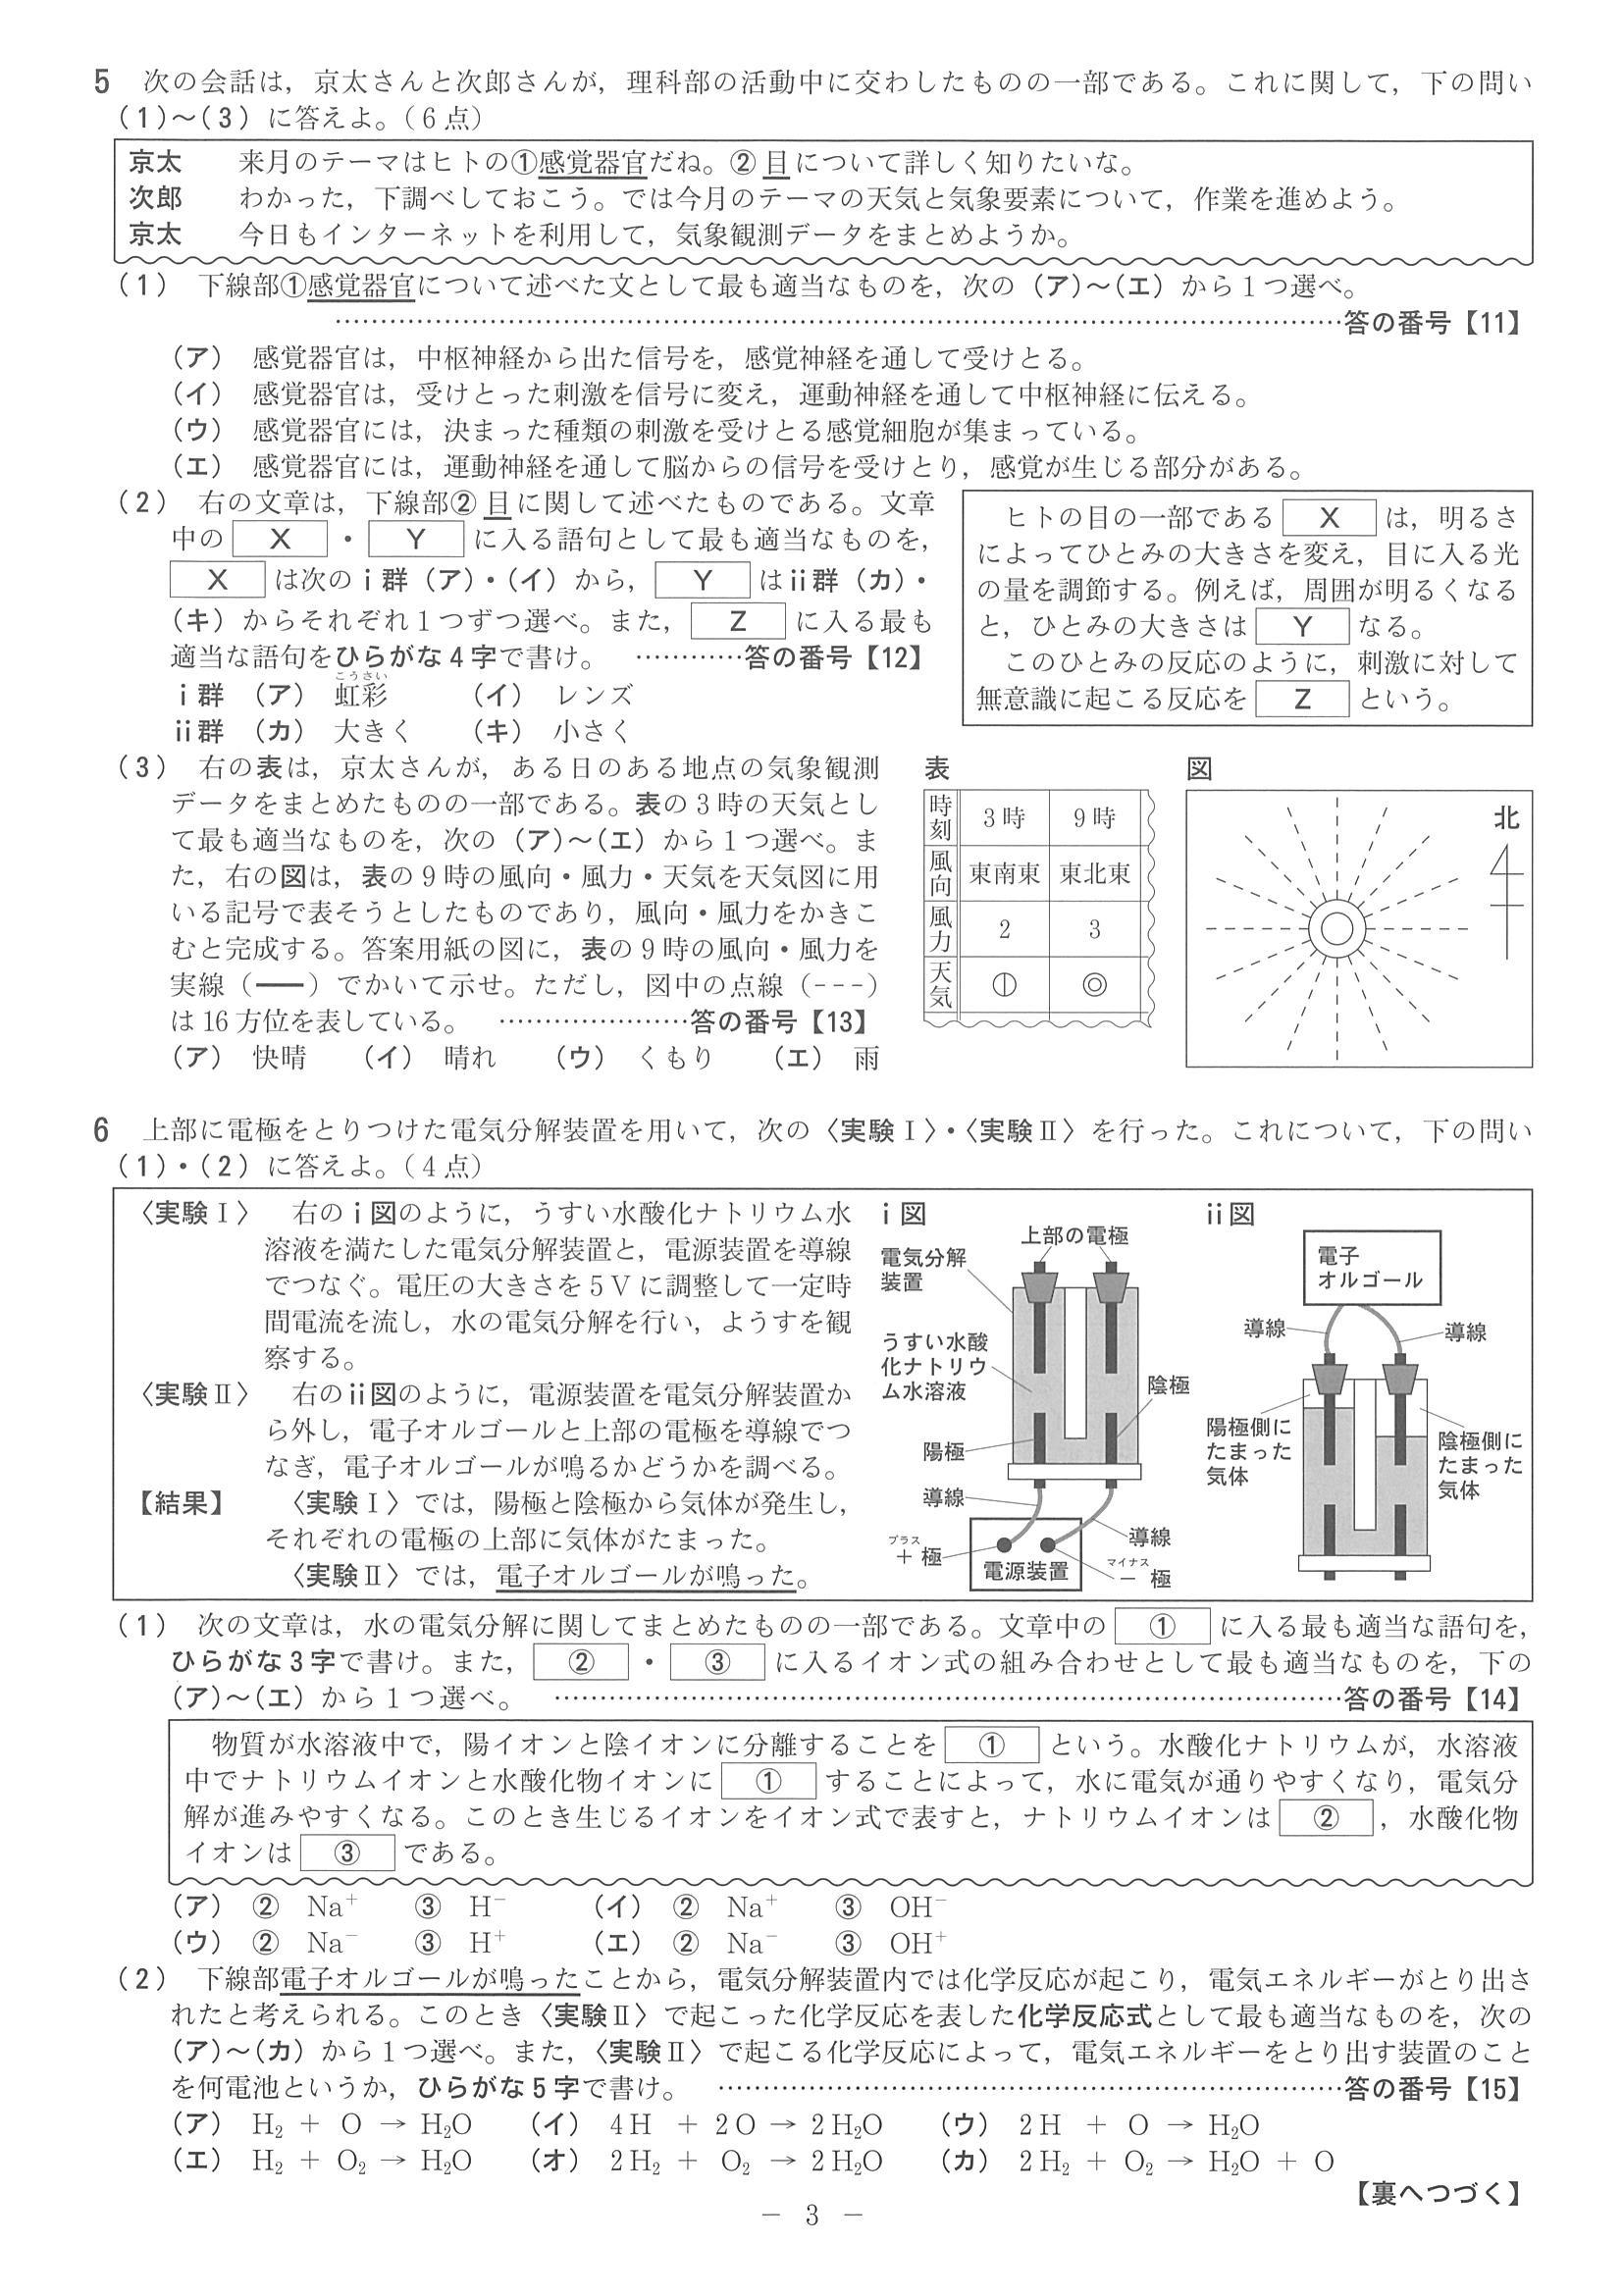 5　次の会話は，京太さんと次郎さんが，理科部の活動中に交わしたものの一部である。これに関して，下の問い
（1）～（3）に答えよ。（6点）
京太　来月のテーマはヒトの①感覚器官だね。②目について詳しく知りたいな。
次郎　わかった，下調べしておこう。では今月のテーマの天気と気象要素について，作業を進めよう。
京太　今日もインターネットを利用して，気象観測データをまとめようか。
（1）　下線部①感覚器官について述べた文として最も適当なものを，次の（ア）～（エ）から1つ選べ。
……………………………………………………………………答の番号【11】
（ア）　感覚器官は，中枢神経から出た信号を，感覚神経を通して受けとる。
（イ）　感覚器官は，受けとった刺激を信号に変え，運動神経を通して中枢神経に伝える。
（ウ）　感覚器官には，決まった種類の刺激を受けとる感覚細胞が集まっている。
（エ）　感覚器官には，運動神経を通して脳からの信号を受けとり，感覚が生じる部分がある。
（2）　右の文章は，下線部②目に関して述べたものである。文章
中の X ・ Y に入る語句として最も適当なものを，
X は次のⅰ群（ア）・（イ）から， Y はⅱ群（カ）・
（キ）からそれぞれ1つずつ選べ。また， Z に入る最も
適当な語句をひらがな4字で書け。　…………答の番号【12】
ⅰ群　（ア）　虹彩　（イ）　レンズ
こうさい
ⅱ群　（カ）　大きく　（キ）　小さく
ヒトの目の一部である X は，明るさ
によってひとみの大きさを変え，目に入る光
の量を調節する。例えば，周囲が明るくなる
と，ひとみの大きさは Y なる。
このひとみの反応のように，刺激に対して
無意識に起こる反応を Z という。
（3）　右の表は，京太さんが，ある日のある地点の気象観測
データをまとめたものの一部である。表の3時の天気とし
て最も適当なものを，次の（ア）～（エ）から1つ選べ。ま
た，右の図は，表の9時の風向・風力・天気を天気図に用
いる記号で表そうとしたものであり，風向・風力をかきこ
むと完成する。答案用紙の図に，表の9時の風向・風力を
実線（──）でかいて示せ。ただし，図中の点線（---）
は16方位を表している。　…………………答の番号【13】
（ア）　快晴　（イ）　晴れ　（ウ）　くもり　（エ）　雨
表
時刻　3時　9時
風向　東南東　東北東
風力　2　3
天気　⦶　◎
図
北
6　上部に電極をとりつけた電気分解装置を用いて，次の〈実験Ⅰ〉・〈実験Ⅱ〉を行った。これについて，下の問い
（1）・（2）に答えよ。（4点）
〈実験Ⅰ〉　右のⅰ図のように，うすい水酸化ナトリウム水
溶液を満たした電気分解装置と，電源装置を導線
でつなぐ。電圧の大きさを5Vに調整して一定時
間電流を流し，水の電気分解を行い，ようすを観
察する。
〈実験Ⅱ〉　右のⅱ図のように，電源装置を電気分解装置か
ら外し，電子オルゴールと上部の電極を導線でつ
なぎ，電子オルゴールが鳴るかどうかを調べる。
【結果】　〈実験Ⅰ〉では，陽極と陰極から気体が発生し，
それぞれの電極の上部に気体がたまった。
〈実験Ⅱ〉では，電子オルゴールが鳴った。
ⅰ図
上部の電極
電気分解
装置
うすい水酸
化ナトリウ
ム水溶液
陰極
陽極
導線
導線
プラス
＋極
電源装置
マイナス
－極
ⅱ図
電子
オルゴール
導線
導線
陽極側に
たまった
気体
陰極側に
たまった
気体
（1）　次の文章は，水の電気分解に関してまとめたものの一部である。文章中の ① に入る最も適当な語句を，
ひらがな3字で書け。また， ② ・ ③ に入るイオン式の組み合わせとして最も適当なものを，下の
（ア）～（エ）から1つ選べ。　……………………………………………………答の番号【14】
物質が水溶液中で，陽イオンと陰イオンに分離することを ① という。水酸化ナトリウムが，水溶液
中でナトリウムイオンと水酸化物イオンに ① することによって，水に電気が通りやすくなり，電気分
解が進みやすくなる。このとき生じるイオンをイオン式で表すと，ナトリウムイオンは ② ，水酸化物
イオンは ③ である。
（ア）　②　Na⁺　③　H⁻　（イ）　②　Na⁺　③　OH⁻
（ウ）　②　Na⁻　③　H⁺　（エ）　②　Na⁻　③　OH⁺
（2）　下線部電子オルゴールが鳴ったことから，電気分解装置内では化学反応が起こり，電気エネルギーがとり出さ
れたと考えられる。このとき〈実験Ⅱ〉で起こった化学反応を表した化学反応式として最も適当なものを，次の
（ア）～（カ）から1つ選べ。また，〈実験Ⅱ〉で起こる化学反応によって，電気エネルギーをとり出す装置のこと
を何電池というか，ひらがな5字で書け。　…………………………………………答の番号【15】
（ア）　H₂ + O → H₂O　（イ）　4H + 2O → 2H₂O　（ウ）　2H + O → H₂O
（エ）　H₂ + O₂ → H₂O　（オ）　2H₂ + O₂ → 2H₂O　（カ）　2H₂ + O₂ → H₂O + O
【裏へつづく】
－ 3 －